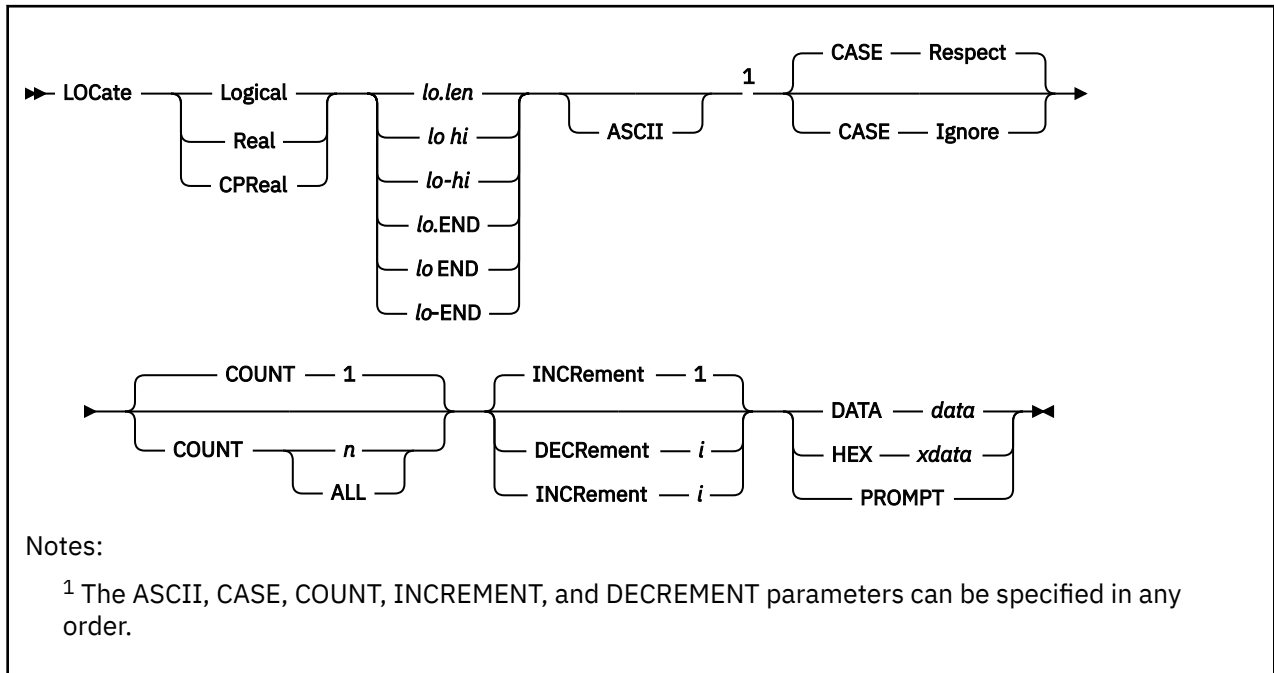 CASE Respect
LOCate Logical lo.len 1
Real lo hi ASCII CASE Ignore
CPReal lo-hi
lo.END
lo END
lo-END
COUNT 1 INCRement 1
DATA data
COUNT n DECRement i HEX xdata
ALL INCRement i PROMPT
Notes:
1 The ASCII, CASE, COUNT, INCREMENT, and DECREMENT parameters can be specified in any
order.